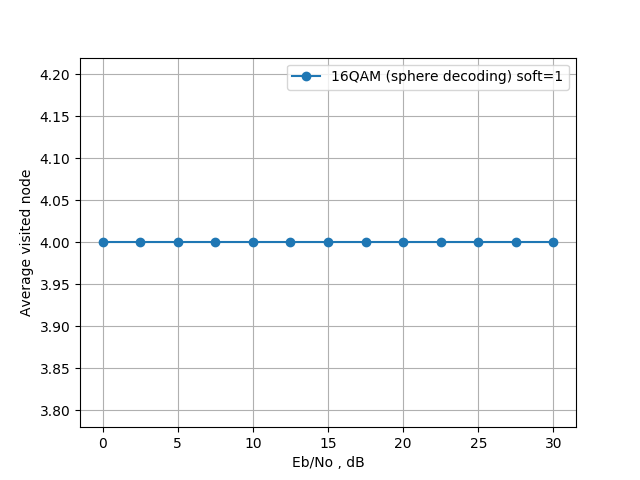 16QAM (sphere decoding) soft=1
4.20
4.15
4.10
4.05
4.00
3.95
3.90
3.85
3.80
Average visited node
0 5 10 15 20 25 30
Eb/No , dB